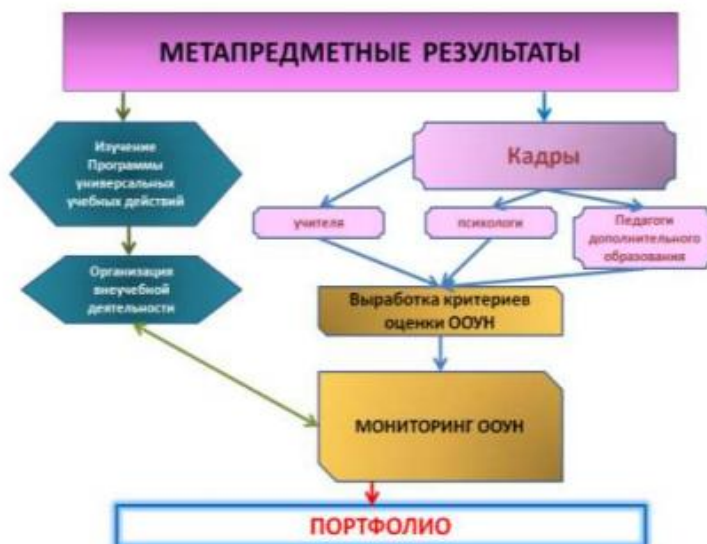 МЕТАПРЕДМЕТНЫЕ РЕЗУЛЬТАТЫ
Изучение
Программы
универсальных
учебных действий
Организация
внеучебной
деятельности
Кадры
учителя
психологи
Педагоги
дополнительного
образования
Выработка критериев
оценки ООУН
МОНИТОРИНГ ООУН
ПОРТФОЛИО